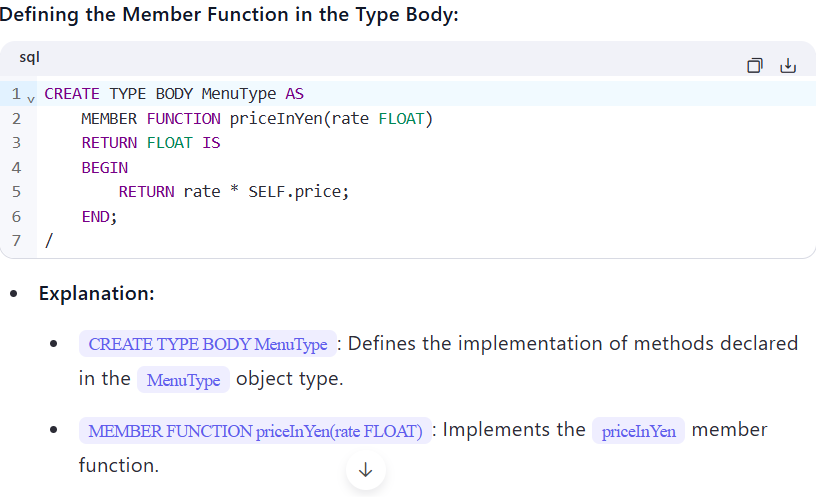 Defining the Member Function in the Type Body:
sql
1 CREATE TYPE BODY MenuType AS
2     MEMBER FUNCTION priceInYen(rate FLOAT)
3     RETURN FLOAT IS
4     BEGIN
5         RETURN rate * SELF.price;
6     END;
7 /
• Explanation:
• CREATE TYPE BODY MenuType: Defines the implementation of methods declared
in the MenuType object type.
• MEMBER FUNCTION priceInYen(rate FLOAT): Implements the priceInYen member
function.